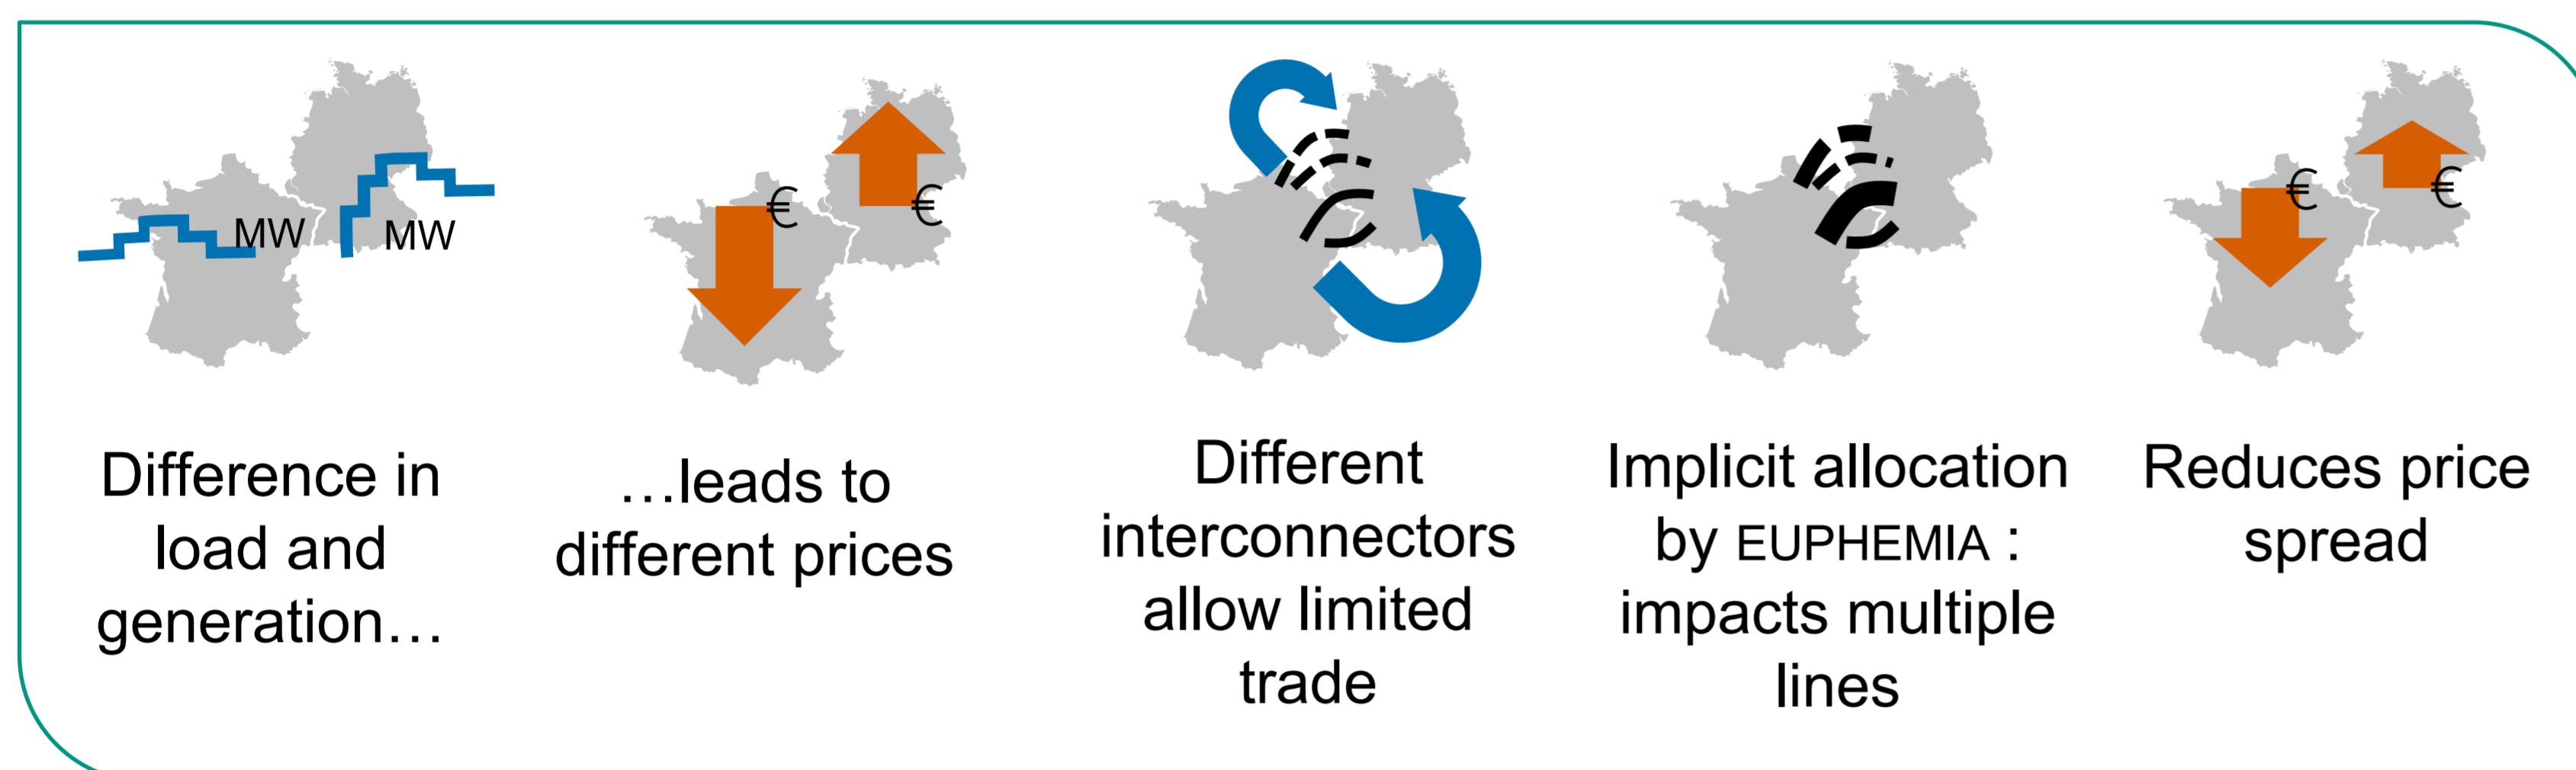 MW
MW
€
€
€
€
Difference in
load and
generation…
…leads to
different prices
Different
interconnectors
allow limited
trade
Implicit allocation
by EUPHEMIA :
impacts multiple
lines
Reduces price
spread